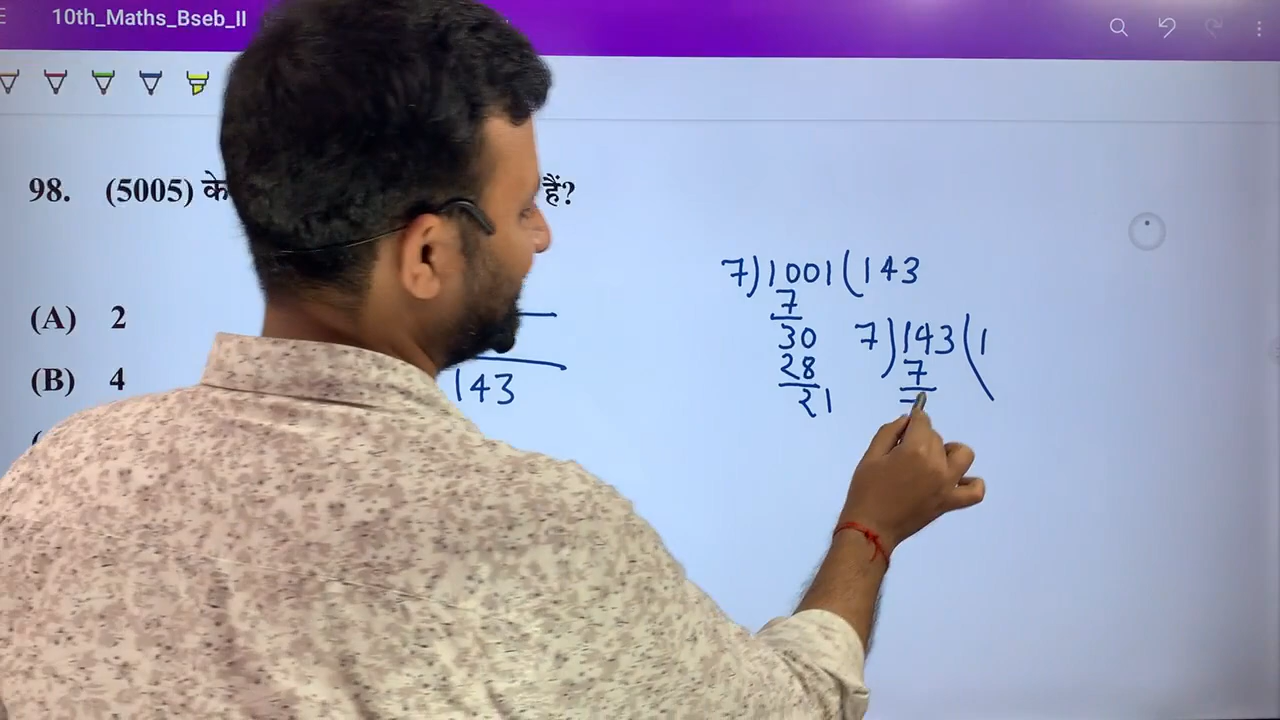 10th_Maths_Bseb_II
98. (5005) के हैं?
(A) 2
(B) 4
143
7)1001(143
7
30
28
21
7)143(1
7